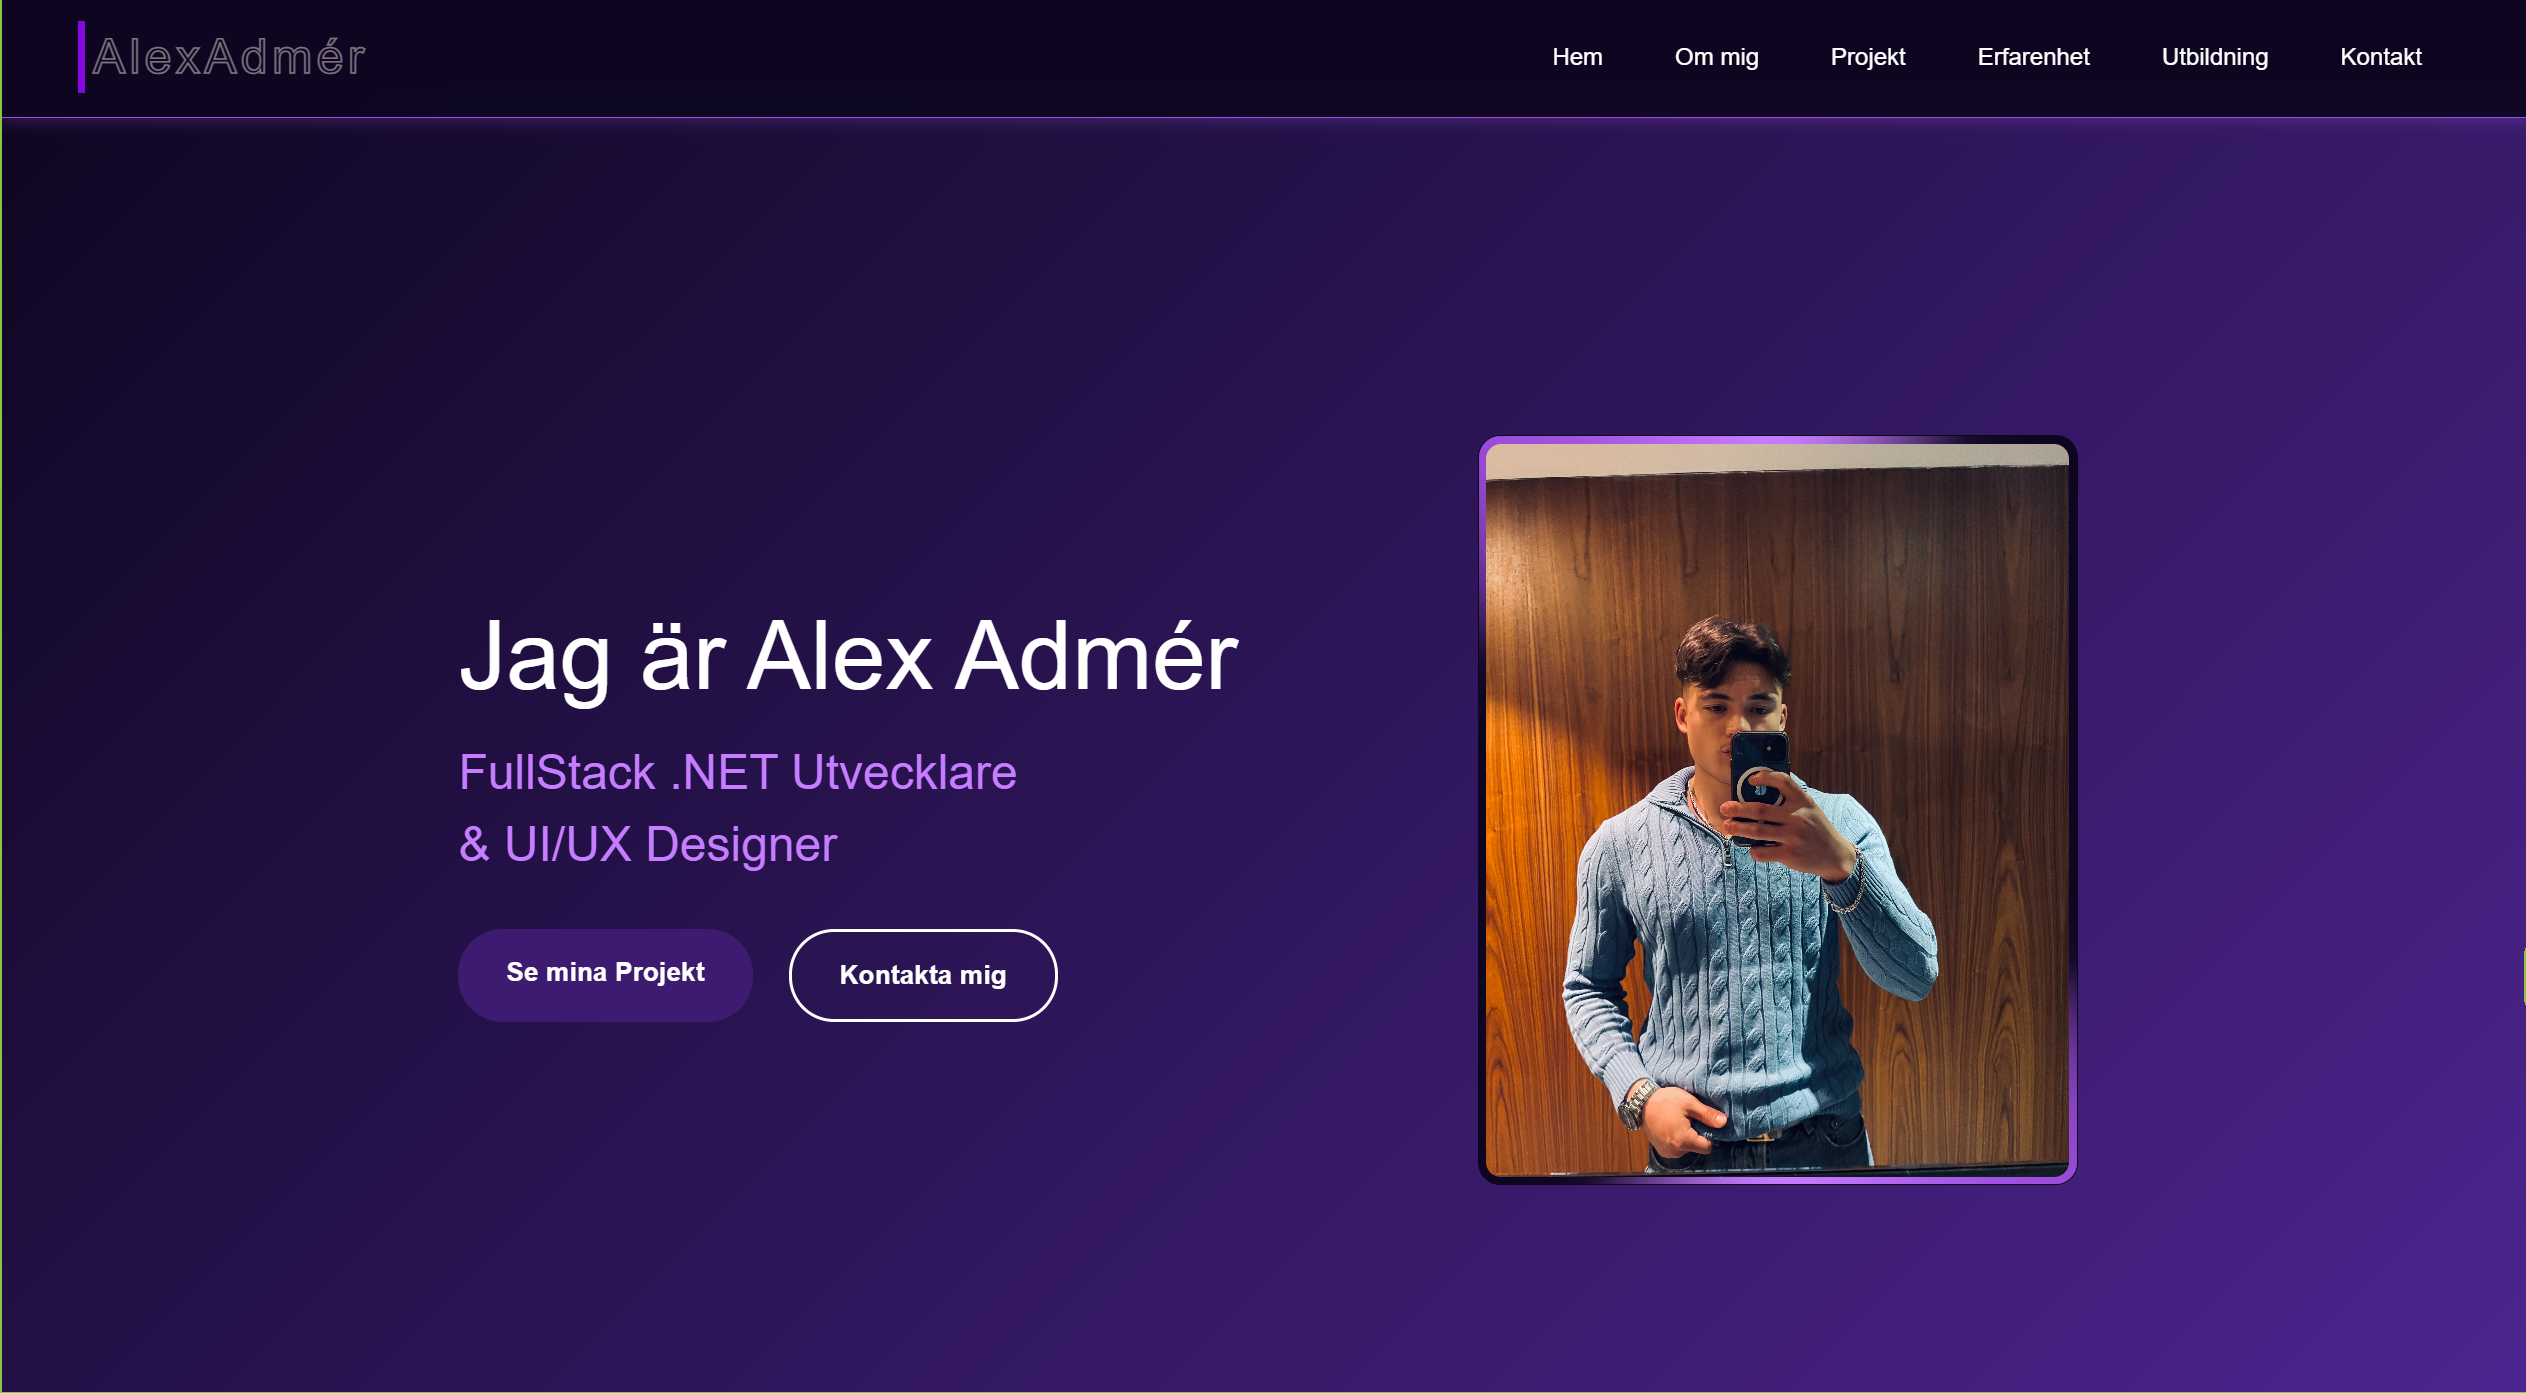 AlexAdmér
Hem Om mig Projekt Erfarenhet Utbildning Kontakt
Jag är Alex Admér
FullStack .NET Utvecklare
& UI/UX Designer
Se mina Projekt
Kontakta mig